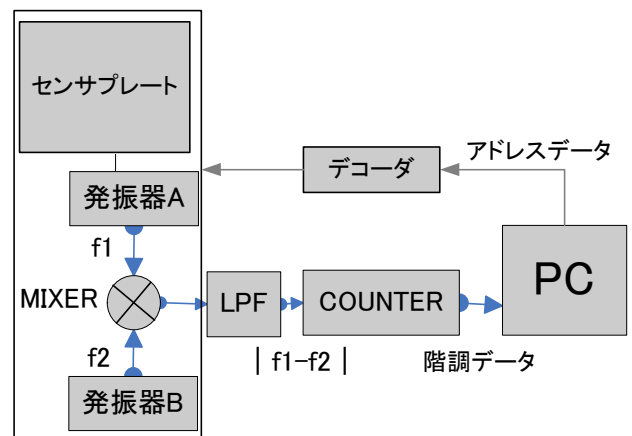 センサプレート
発振器A
f1
MIXER
f2
発振器B
デコーダ
アドレスデータ
LPF
COUNTER
PC
| f1-f2 |
階調データ